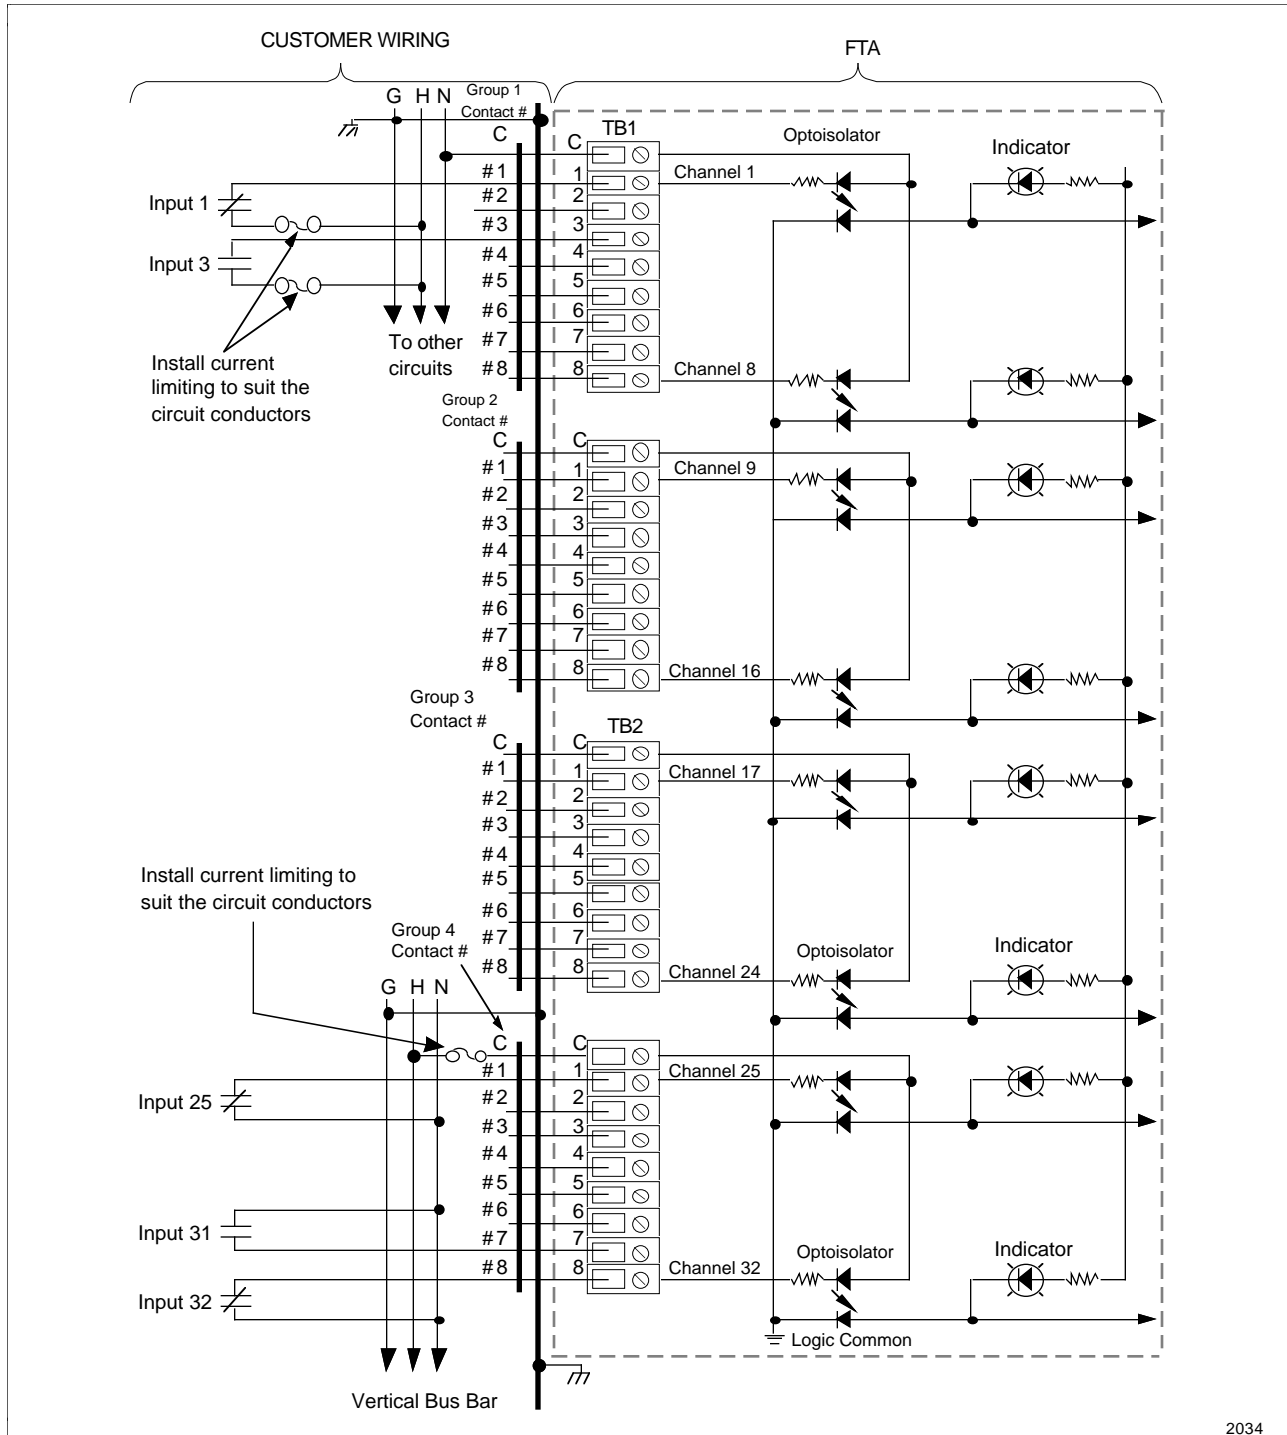 CUSTOMER WIRING
FTA
G H N
Group 1
Contact #
C
C
TB1
Optoisolator
Indicator
#1
1
Channel 1
Input 1
#2
2
#3
3
Input 3
#4
4
#5
5
#6
6
To other
circuits
#7
7
#8
8
Channel 8
Install current
limiting to suit the
circuit conductors
Group 2
Contact #
C
C
#1
1
Channel 9
#2
2
#3
3
#4
4
#5
5
#6
6
#7
7
#8
8
Channel 16
Group 3
Contact #
TB2
C
C
#1
1
Channel 17
#2
2
#3
3
#4
4
#5
5
#6
6
#7
7
#8
8
Channel 24
Optoisolator
Indicator
Install current limiting to
suit the circuit conductors
Group 4
Contact #
G H N
C
C
#1
1
Channel 25
Input 25
#2
2
#3
3
#4
4
#5
5
#6
6
Input 31
#7
7
#8
8
Channel 32
Optoisolator
Indicator
Input 32
Logic Common
Vertical Bus Bar
2034